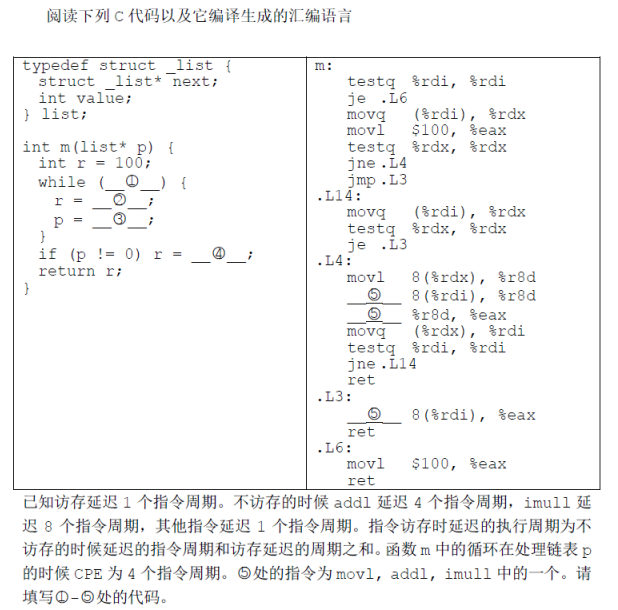 阅读下列 C 代码以及它编译生成的汇编语言
typedef struct _list {
struct _list* next;
int value;
} list;
int m(list* p) {
int r = 100;
while (__①__) {
r = __②__;
p = __③__;
}
if (p != 0) r = __④__;
return r;
}
m:
testq %rdi, %rdi
je .L6
movq (%rdi), %rdx
movl $100, %eax
testq %rdx, %rdx
jne .L4
jmp .L3
.L14:
movq (%rdi), %rdx
testq %rdx, %rdx
je .L3
.L4:
movl 8(%rdx), %r8d
__⑤__ 8(%rdi), %r8d
__⑤__ %r8d, %eax
movq (%rdx), %rdi
testq %rdi, %rdi
jne .L14
ret
.L3:
__⑤__ 8(%rdi), %eax
ret
.L6:
movl $100, %eax
ret
已知访存延迟 1 个指令周期。不访存的时候 addl 延迟 4 个指令周期，imull 延
迟 8 个指令周期，其他指令延迟 1 个指令周期。指令访存时延迟的执行周期为不
访存的时候延迟的指令周期和访存延迟的周期之和。函数 m 中的循环在处理链表 p
的时候 CPE 为 4 个指令周期。⑤处的指令为 movl, addl, imull 中的一个。请
填写①-⑤处的代码。